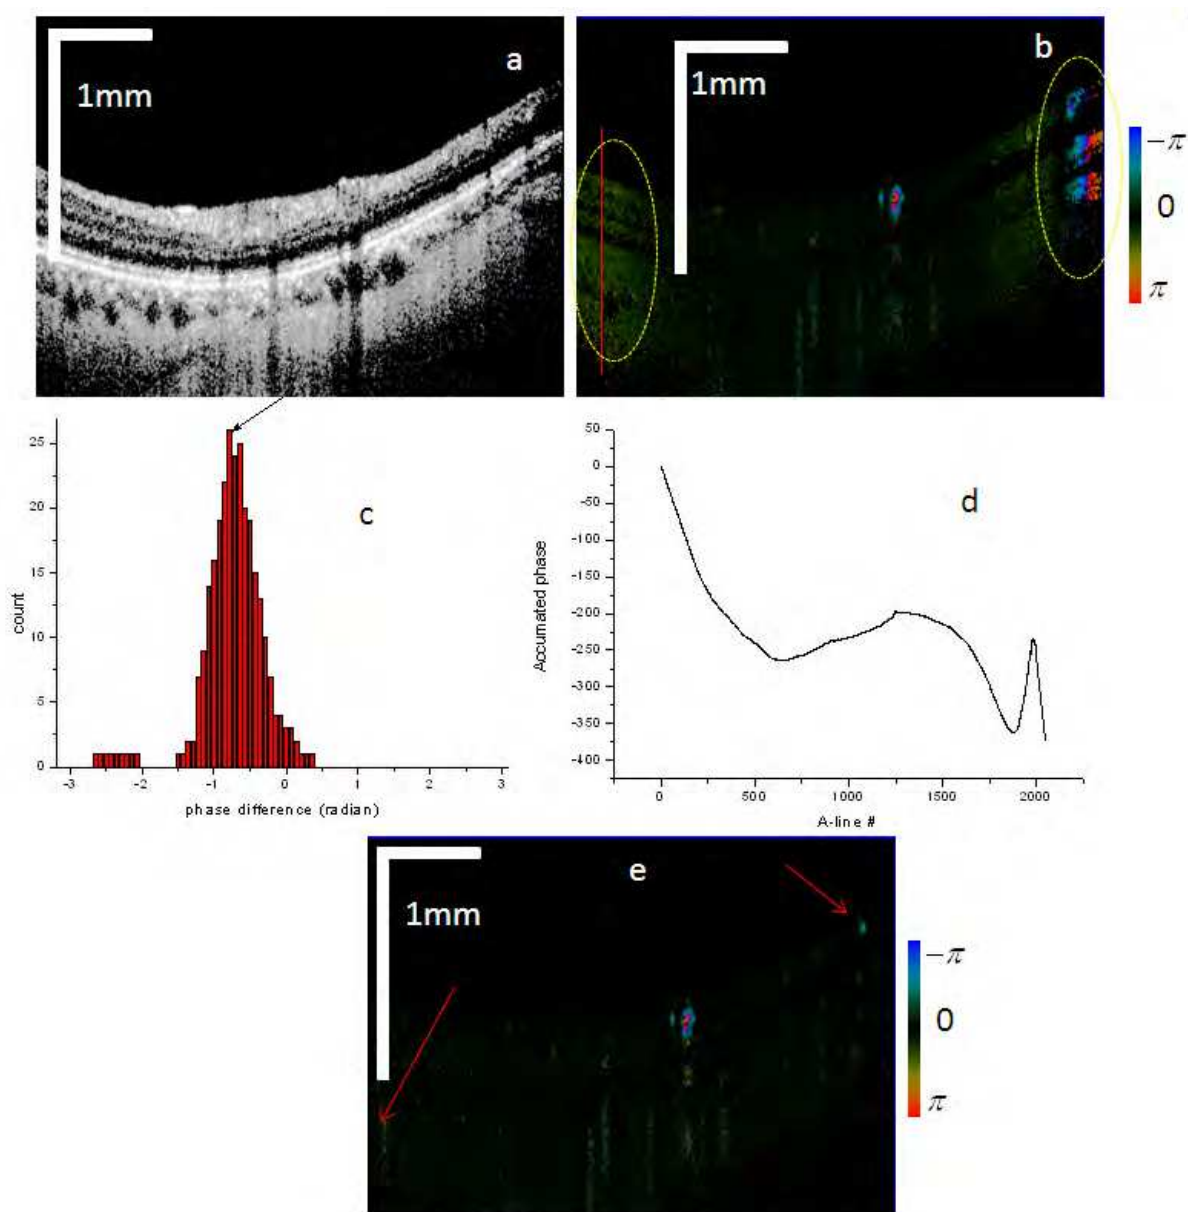 a
1mm
b
1mm
−π
0
π
25
20
15
10
5
0
count
-3 -2 -1 0 1 2 3
phase difference (radian)
c
50
0
-50
-100
-150
-200
-250
-300
-350
-400
Accumated phase
0 500 1000 1500 2000
A-line #
d
e
1mm
−π
0
π